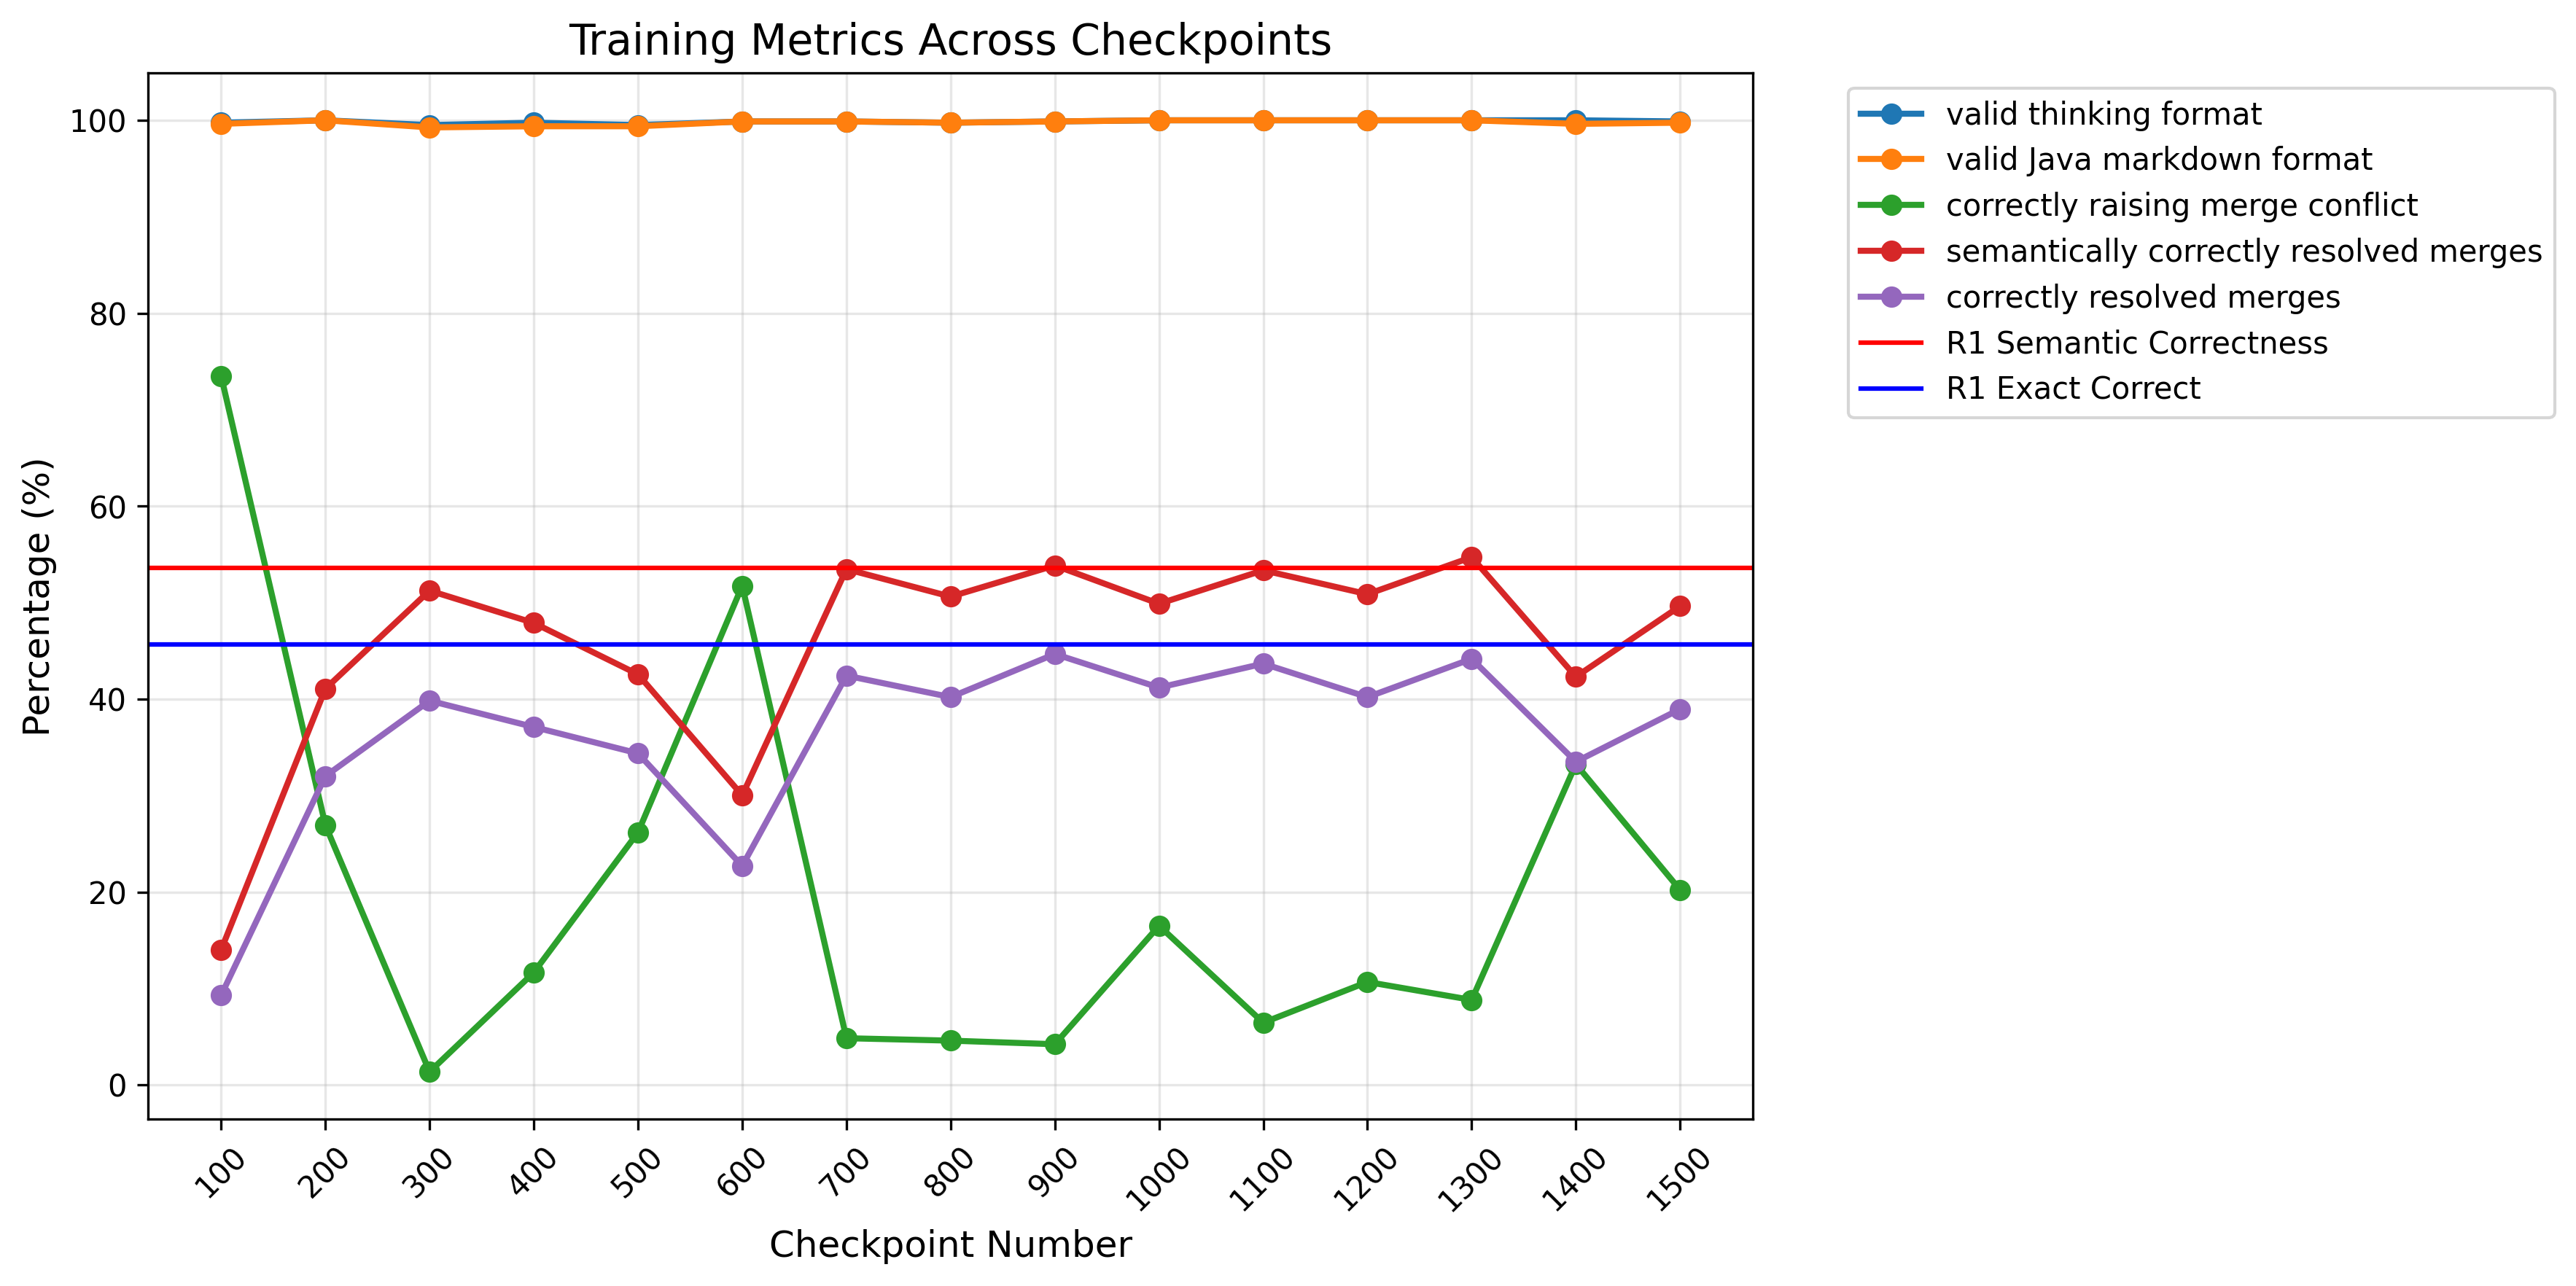 Training Metrics Across Checkpoints
100
80
60
40
20
0
Percentage (%)
100
200
300
400
500
600
700
800
900
1000
1100
1200
1300
1400
1500
Checkpoint Number
valid thinking format
valid Java markdown format
correctly raising merge conflict
semantically correctly resolved merges
correctly resolved merges
R1 Semantic Correctness
R1 Exact Correct